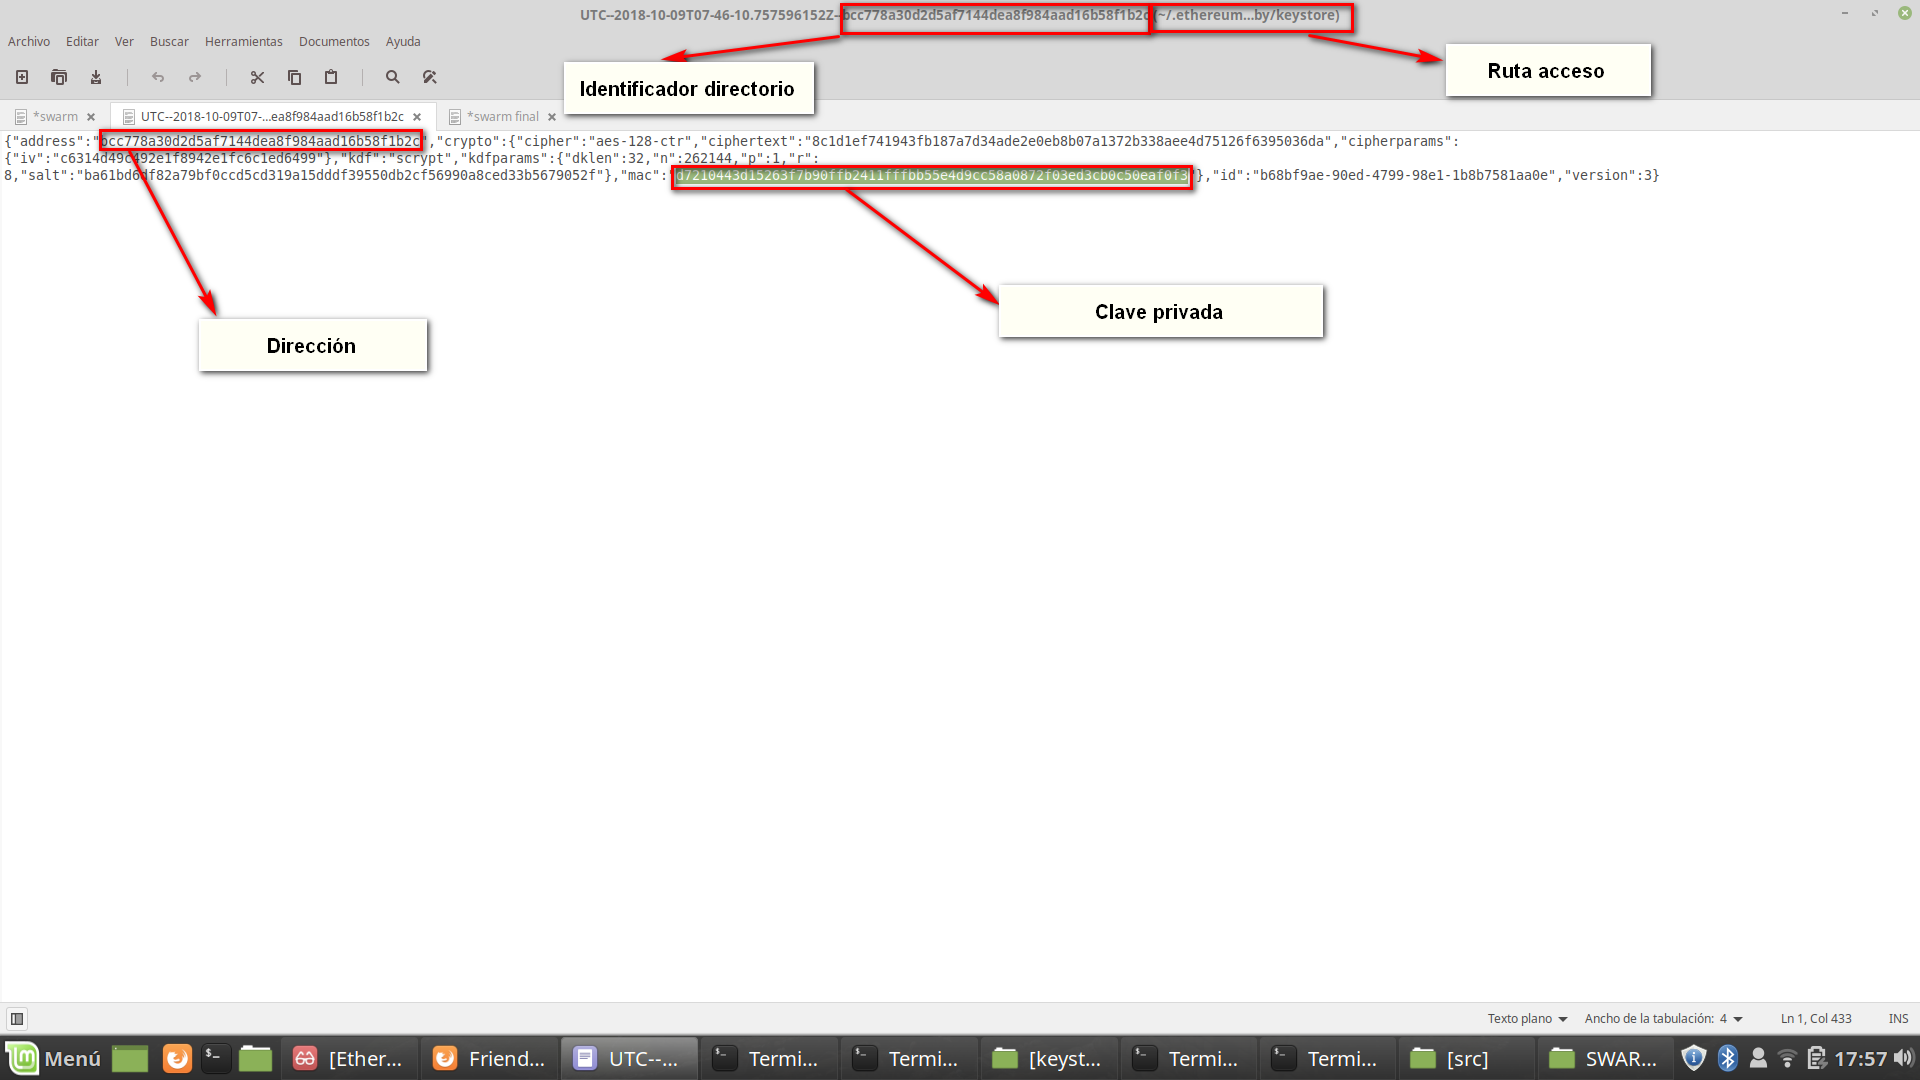 UTC--2018-10-09T07-46-10.757596152Z--bcc778a30d2d5af7144dea8f984aad16b58f1b2c (~/.ethereum...by/keystore)
Archivo Editar Ver Buscar Herramientas Documentos Ayuda
Identificador directorio
Ruta acceso
*swarm
UTC--2018-10-09T07-...ea8f984aad16b58f1b2c
*swarm final
{"address":"bcc778a30d2d5af7144dea8f984aad16b58f1b2c","crypto":{"cipher":"aes-128-ctr","ciphertext":"8c1d1ef741943fb187a7d34ade2e0eb8b07a1372b338aee4d75126f6395036da","cipherparams":
{"iv":"c6314d49c492e1f8942e1fc6c1ed6499"},"kdf":"scrypt","kdfparams":{"dklen":32,"n":262144,"p":1,"r":
8,"salt":"ba61bd6df82a79bf0ccd5cd319a15dddf39550db2cf56990a8ced33b5679052f"},"mac":"d7210443d15263f7b90ffb2411fffbb55e4d9cc58a0872f03ed3cb0c50eaf0f3"},"id":"b68bf9ae-90ed-4799-98e1-1b8b7581aa0e","version":3}
Clave privada
Dirección
Texto plano Ancho de la tabulación: 4 Ln 1, Col 433 INS
Menú [Ether... Friend... UTC--... Termi... Termi... [keyst... Termi... Termi... [src] SWAR... 17:57